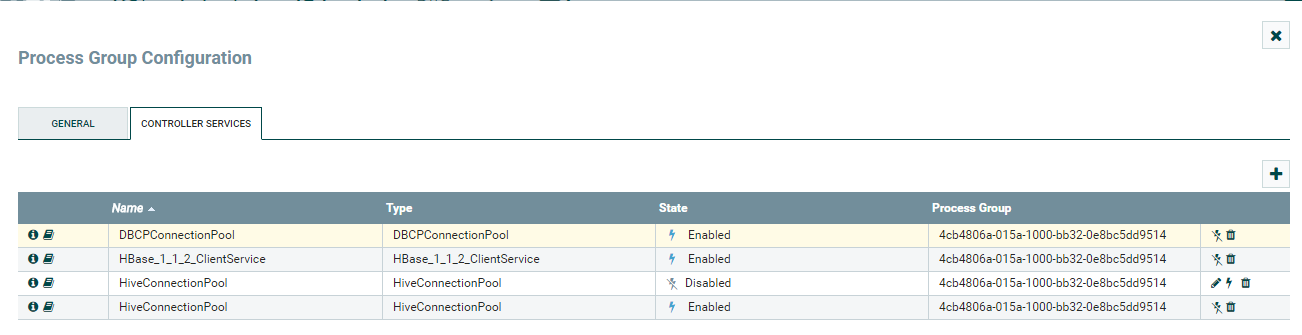 Process Group Configuration
GENERAL CONTROLLER SERVICES
Name Type State Process Group
DBCPConnectionPool DBCPConnectionPool Enabled 4cb4806a-015a-1000-bb32-0e8bc5dd9514
HBase_1_1_2_ClientService HBase_1_1_2_ClientService Enabled 4cb4806a-015a-1000-bb32-0e8bc5dd9514
HiveConnectionPool HiveConnectionPool Disabled 4cb4806a-015a-1000-bb32-0e8bc5dd9514
HiveConnectionPool HiveConnectionPool Enabled 4cb4806a-015a-1000-bb32-0e8bc5dd9514